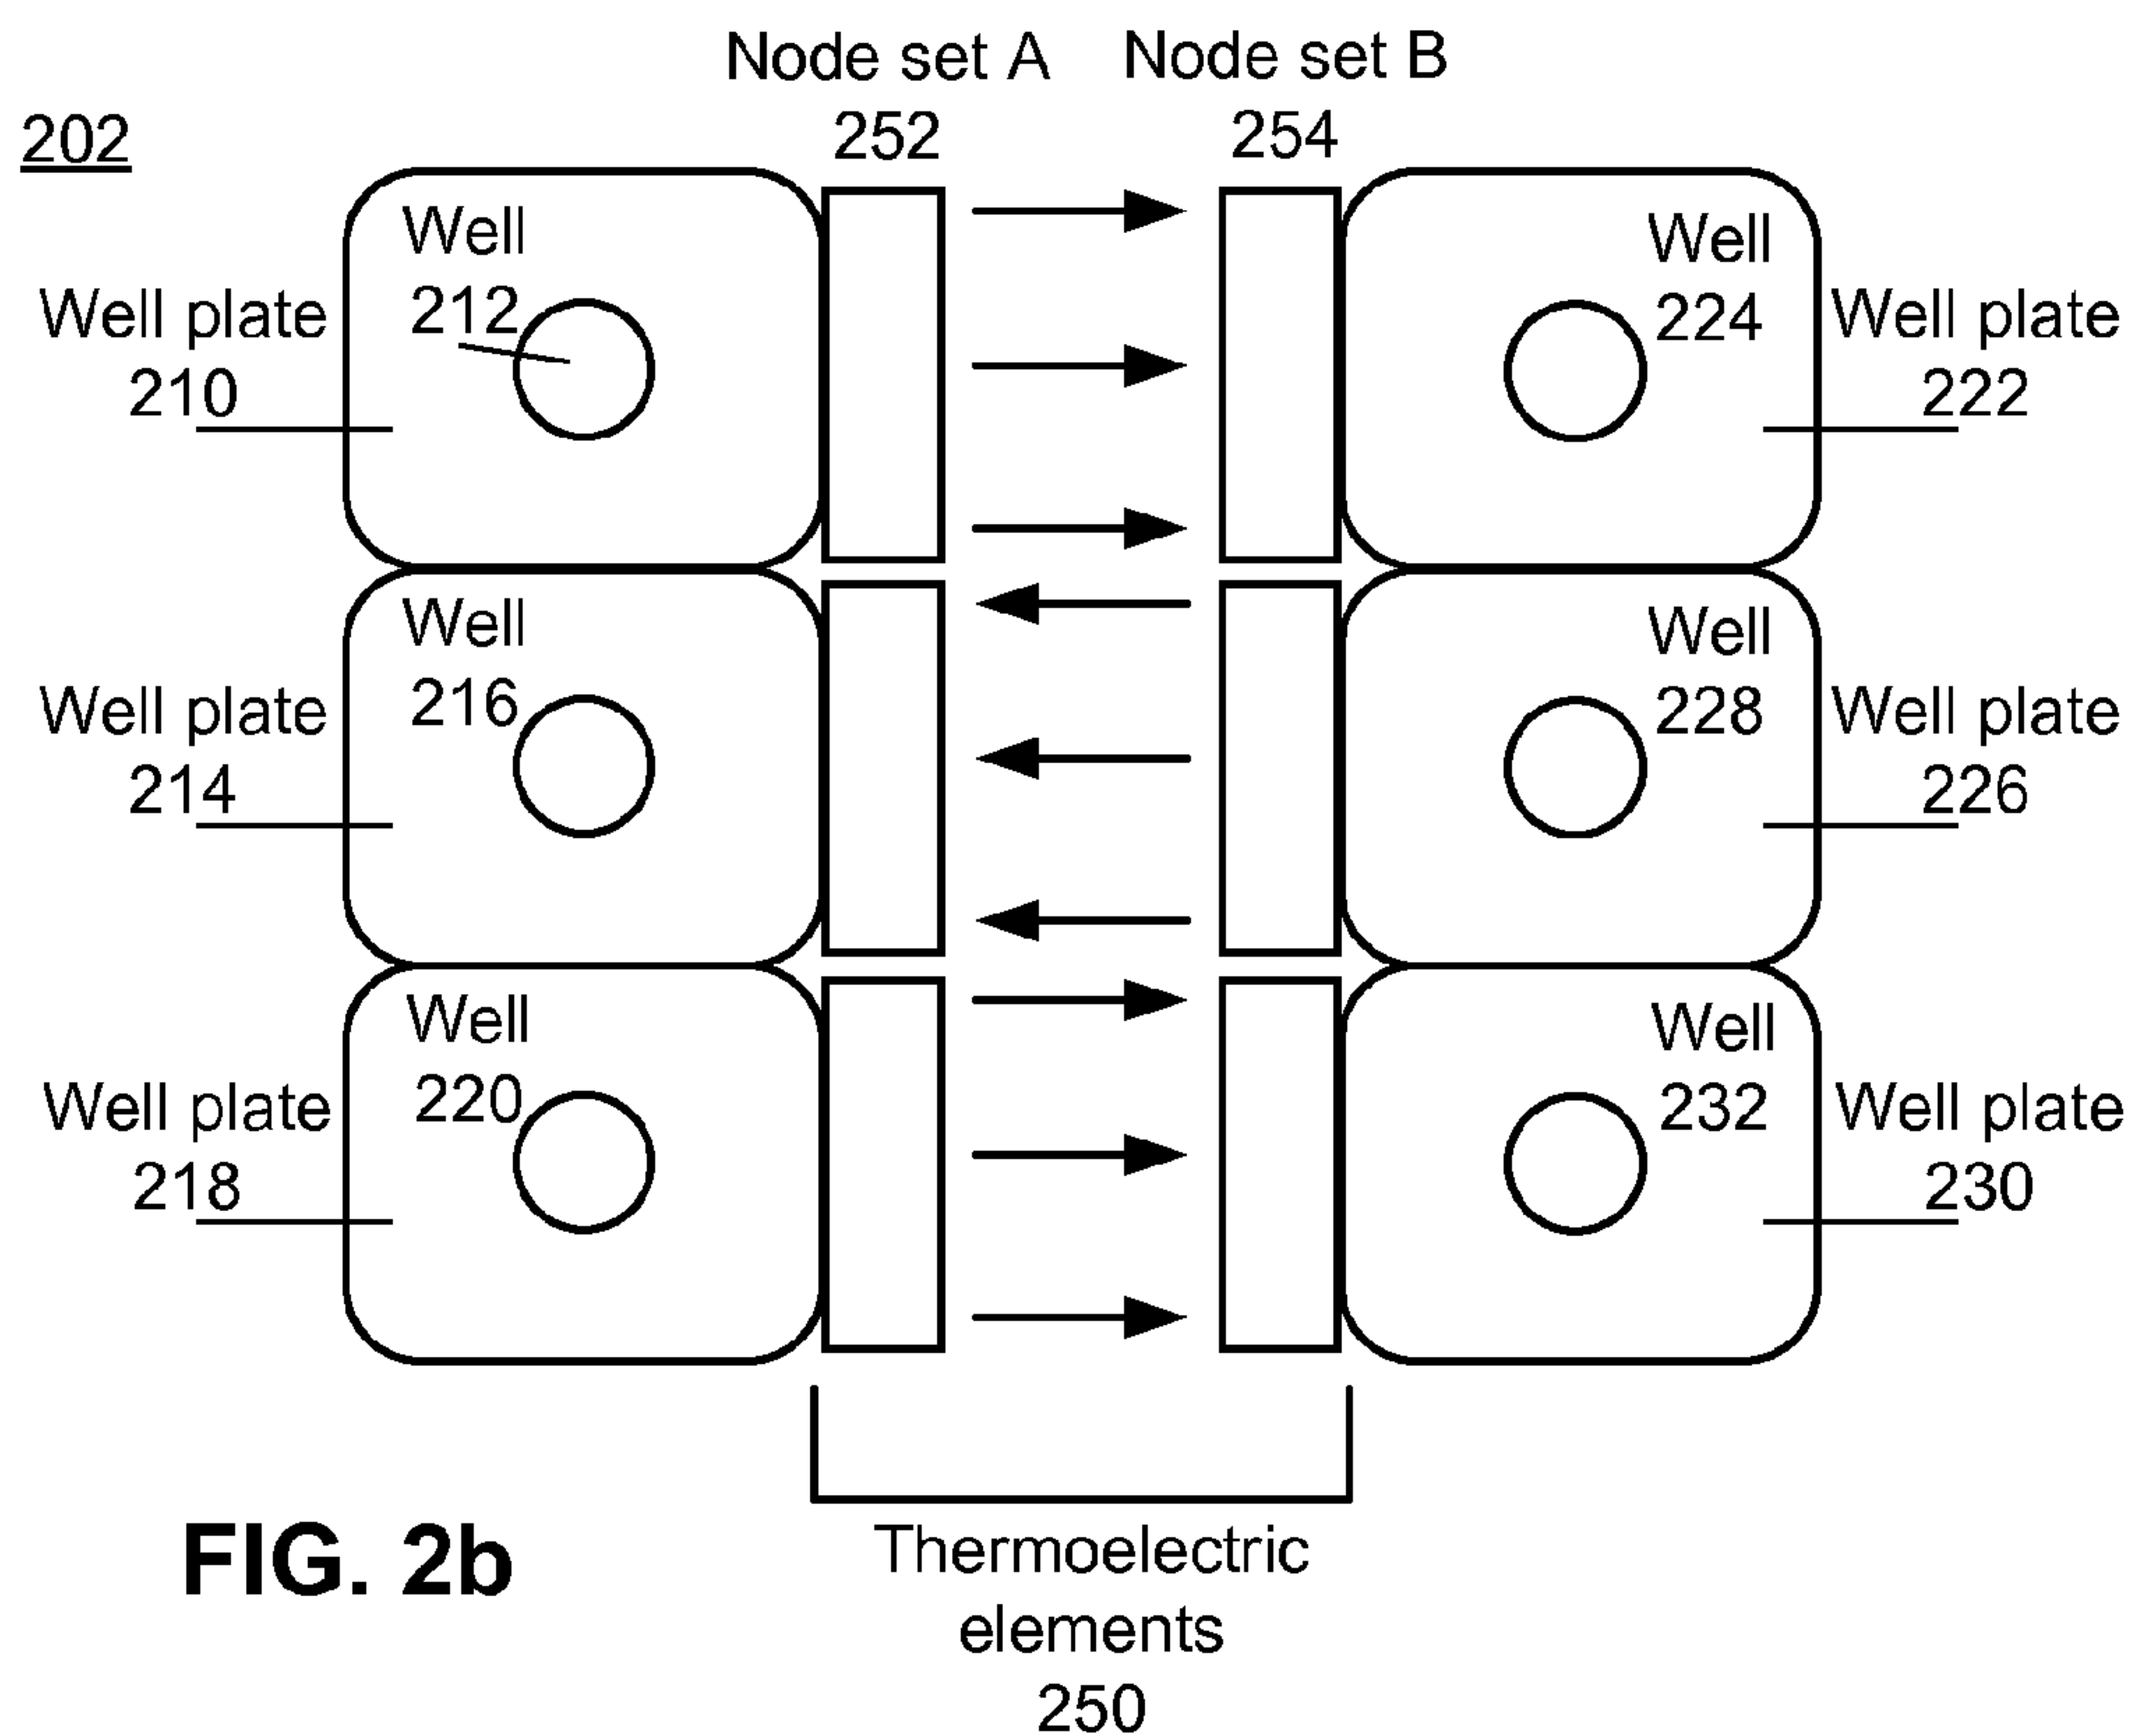 Node set A
252
Node set B
254
202
Well
212
Well plate
210
Well
224
Well plate
222
Well
216
Well plate
214
Well
228
Well plate
226
Well
220
Well plate
218
Well
232
Well plate
230
FIG. 2b
Thermoelectric
elements
250